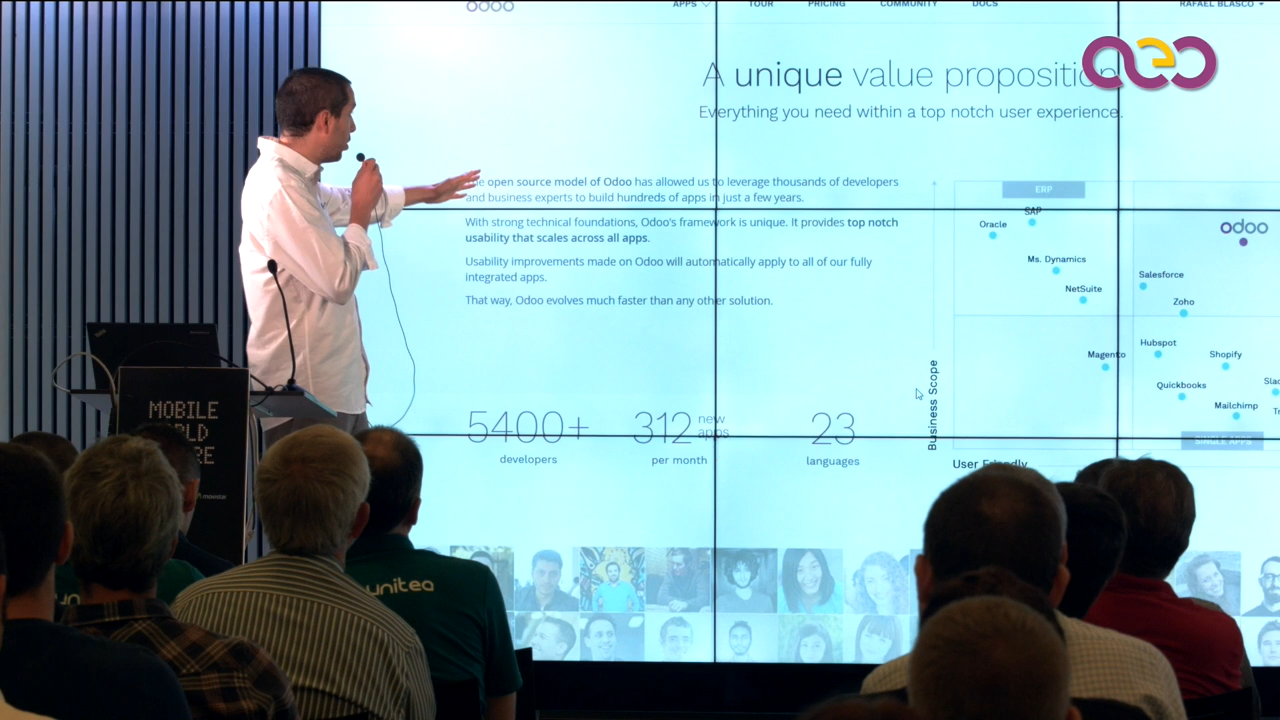 odoo
APPS TOUR PRICING COMMUNITY DOCS RAFAEL BLASCO
A unique value proposition
aeo
Everything you need within a top notch user experience.
The open source model of Odoo has allowed us to leverage thousands of developers
and business experts to build hundreds of apps in just a few years.
With strong technical foundations, Odoo's framework is unique. It provides top notch
usability that scales across all apps.
Usability improvements made on Odoo will automatically apply to all of our fully
integrated apps.
That way, Odoo evolves much faster than any other solution.
5400+
developers
312 new apps
per month
23
languages
Business Scope
ERP
SAP
Oracle
odoo
Ms. Dynamics
Salesforce
NetSuite
Zoho
Hubspot
Magento
Shopify
Quickbooks
Mailchimp
SINGLE APPS
User Friendly
MOBILE
movistar
unitea